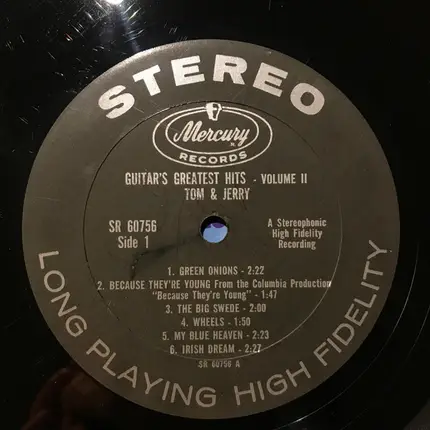 STEREO
Mercury
RECORDS
GUITAR'S GREATEST HITS - VOLUME II
TOM & JERRY
SR 60756
Side 1
A Stereophonic
High Fidelity
Recording
1. GREEN ONIONS - 2:22
2. BECAUSE THEY'RE YOUNG From the Columbia Production
"Because They're Young" - 1:47
3. THE BIG SWEDE - 2:00
4. WHEELS - 1:50
5. MY BLUE HEAVEN - 2:23
6. IRISH DREAM - 2:27
SR 60756 A
LONG PLAYING HIGH FIDELITY